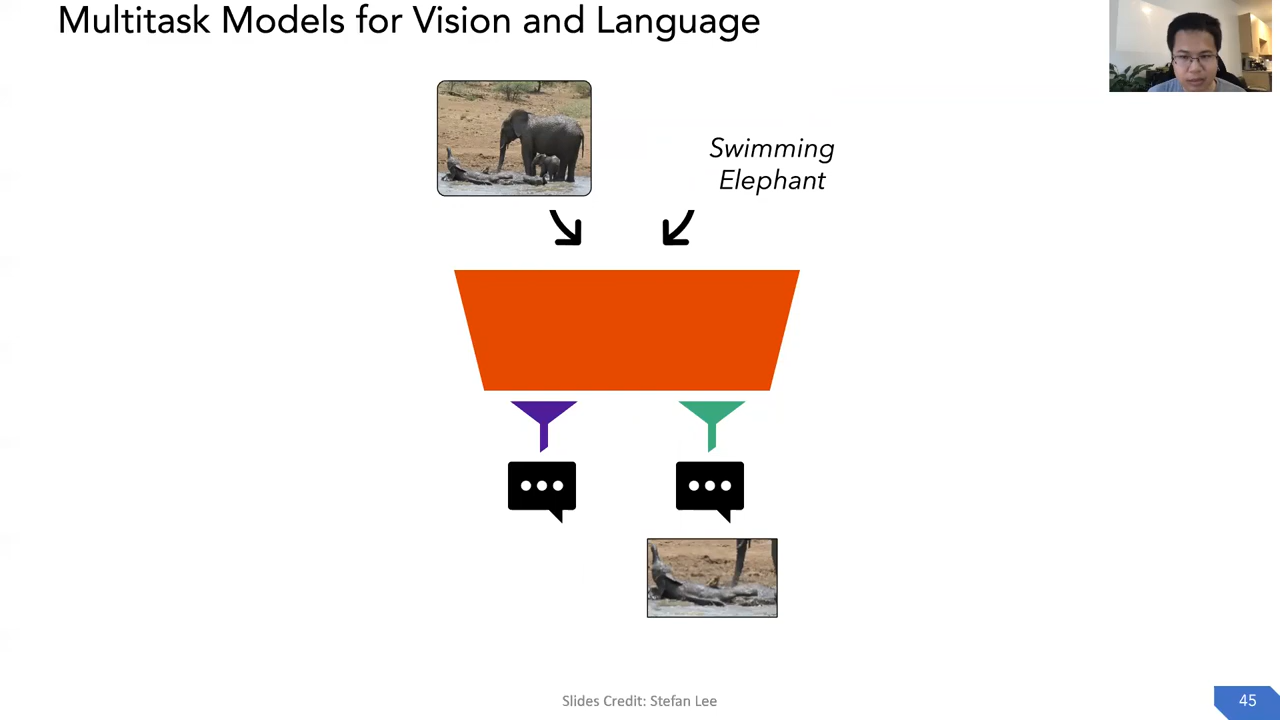 Multitask Models for Vision and Language
Swimming
Elephant
Slides Credit: Stefan Lee
45